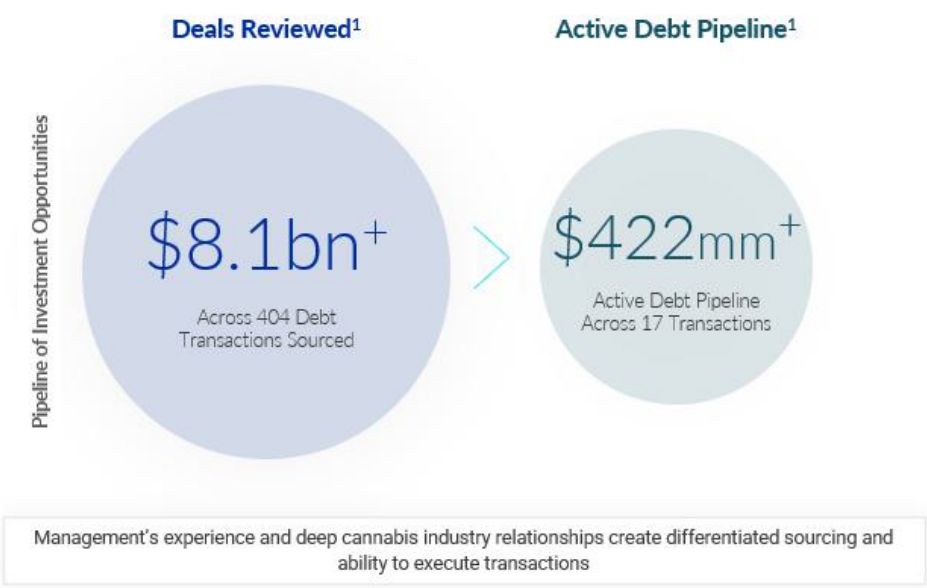 Deals Reviewed¹
Active Debt Pipeline¹
Pipeline of Investment Opportunities
$8.1bn+
Across 404 Debt
Transactions Sourced
$422mm+
Active Debt Pipeline
Across 17 Transactions
Management's experience and deep cannabis industry relationships create differentiated sourcing and
ability to execute transactions